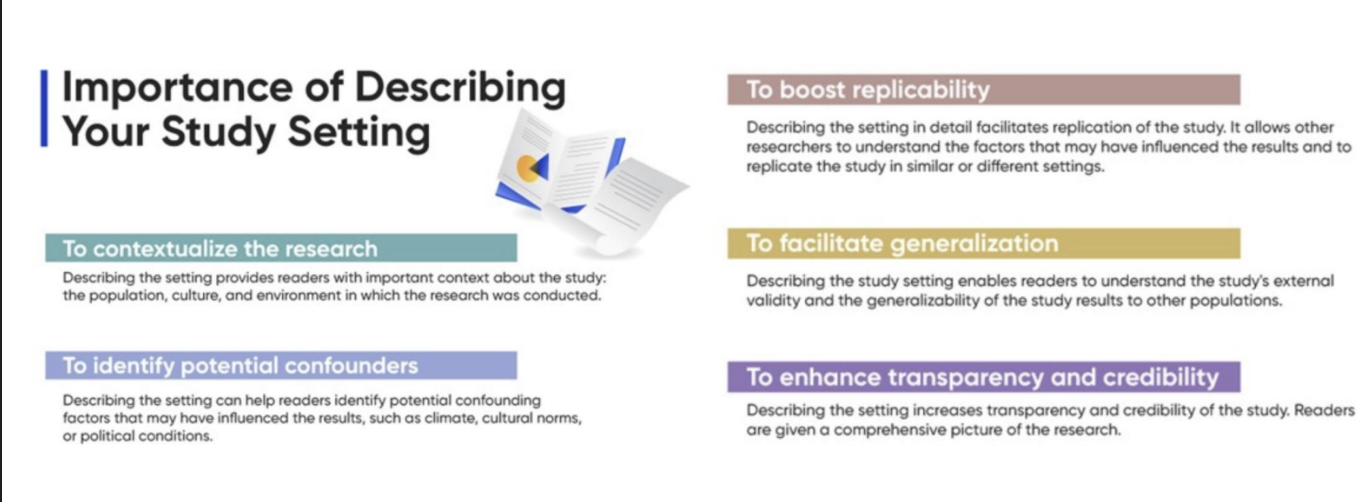 Importance of Describing
Your Study Setting
To contextualize the research
Describing the setting provides readers with important context about the study:
the population, culture, and environment in which the research was conducted.
To identify potential confounders
Describing the setting can help readers identify potential confounding
factors that may have influenced the results, such as climate, cultural norms,
or political conditions.
To boost replicability
Describing the setting in detail facilitates replication of the study. It allows other
researchers to understand the factors that may have influenced the results and to
replicate the study in similar or different settings.
To facilitate generalization
Describing the study setting enables readers to understand the study's external
validity and the generalizability of the study results to other populations.
To enhance transparency and credibility
Describing the setting increases transparency and credibility of the study. Readers
are given a comprehensive picture of the research.